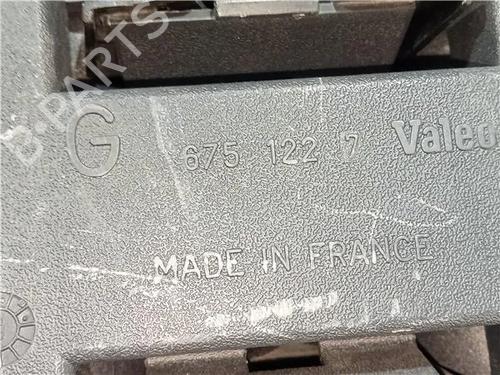 B-PARTS
G 675 122 7 Valeo
MADE IN FRANCE